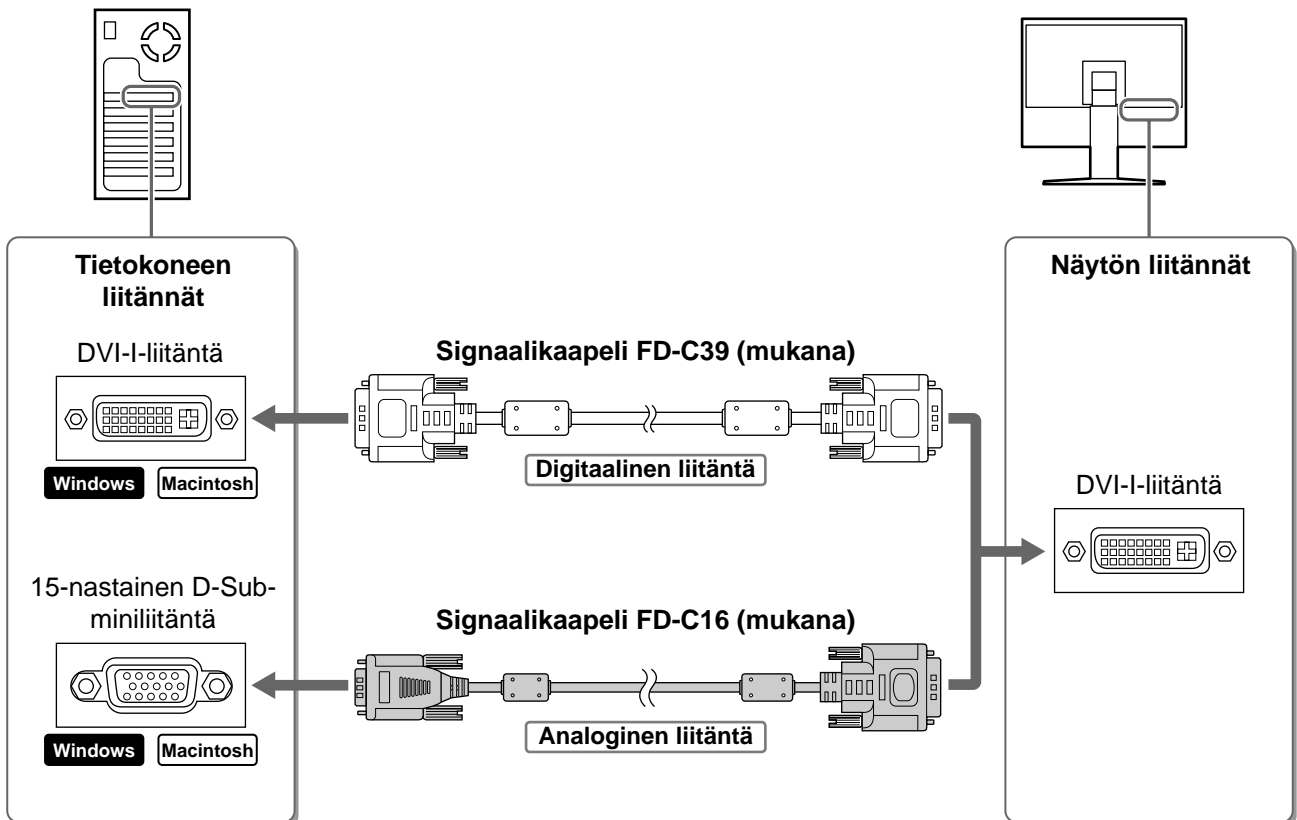 Tietokoneen
liitännät
DVI-I-liitäntä
Windows Macintosh
15-nastainen D-Sub-
miniliitäntä
Windows Macintosh
Signaalikaapeli FD-C39 (mukana)
Digitaalinen liitäntä
Signaalikaapeli FD-C16 (mukana)
Analoginen liitäntä
Näytön liitännät
DVI-I-liitäntä